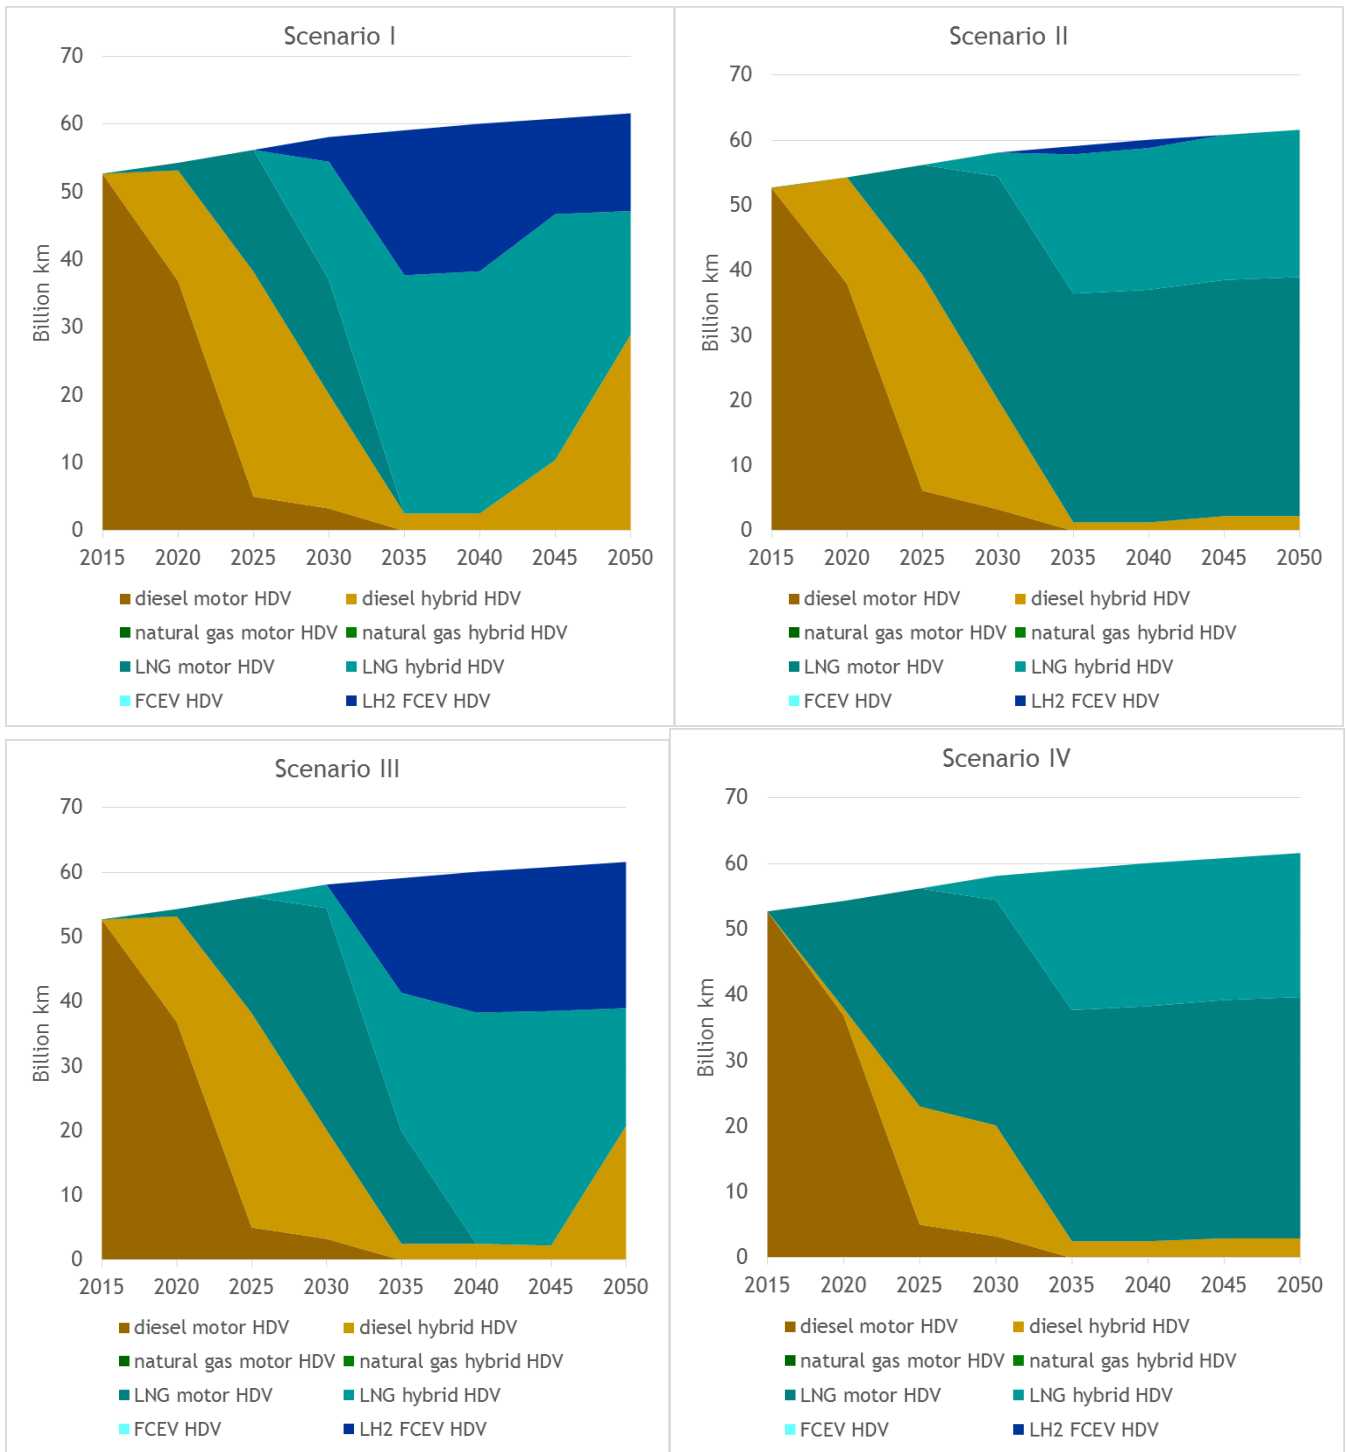 Scenario I
70
60
50
40
30
20
10
0
Billion km
2015 2020 2025 2030 2035 2040 2045 2050
diesel motor HDV diesel hybrid HDV
natural gas motor HDV natural gas hybrid HDV
LNG motor HDV LNG hybrid HDV
FCEV HDV LH2 FCEV HDV
Scenario II
70
60
50
40
30
20
10
0
Billion km
2015 2020 2025 2030 2035 2040 2045 2050
diesel motor HDV diesel hybrid HDV
natural gas motor HDV natural gas hybrid HDV
LNG motor HDV LNG hybrid HDV
FCEV HDV LH2 FCEV HDV
Scenario III
70
60
50
40
30
20
10
0
Billion km
2015 2020 2025 2030 2035 2040 2045 2050
diesel motor HDV diesel hybrid HDV
natural gas motor HDV natural gas hybrid HDV
LNG motor HDV LNG hybrid HDV
FCEV HDV LH2 FCEV HDV
Scenario IV
70
60
50
40
30
20
10
0
Billion km
2015 2020 2025 2030 2035 2040 2045 2050
diesel motor HDV diesel hybrid HDV
natural gas motor HDV natural gas hybrid HDV
LNG motor HDV LNG hybrid HDV
FCEV HDV LH2 FCEV HDV